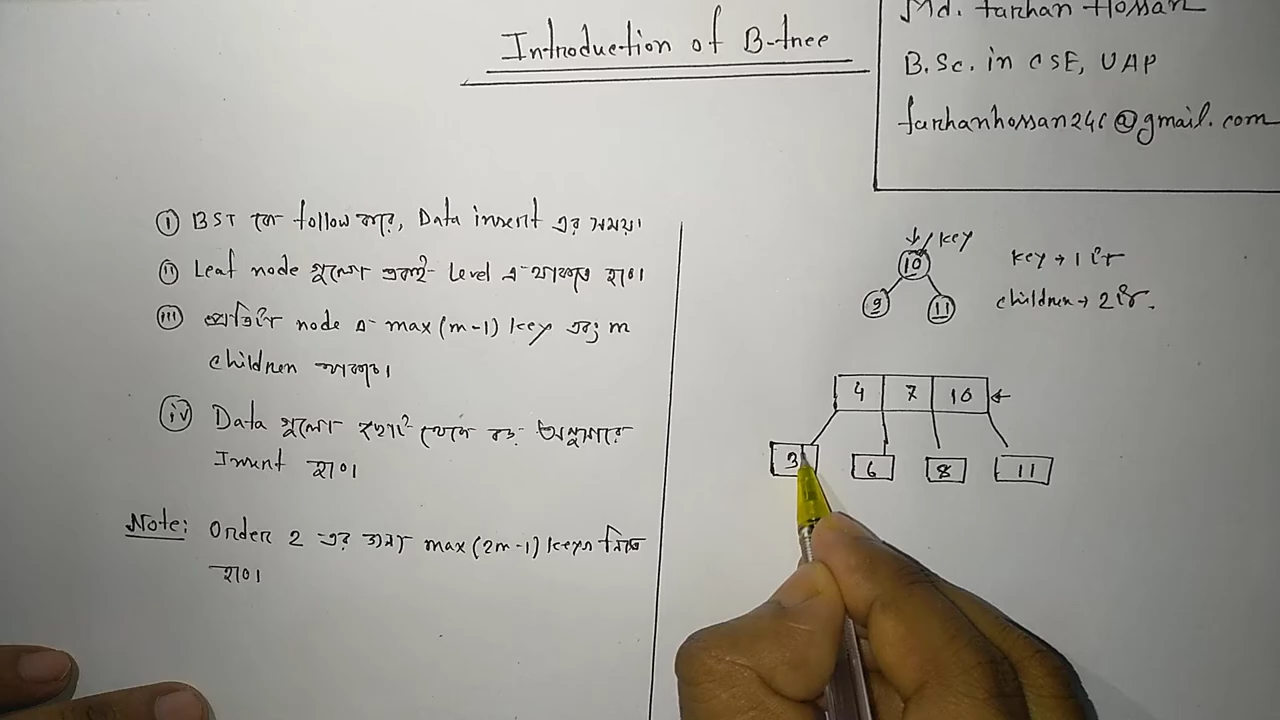 Introduction of B-tree
Md. Farhan Hossan
B.Sc. in CSE, UAP
farhanhossan246@gmail.com
(i) BST কে follow করে, Data insert এর সময়।
(ii) Leaf node গুলো একই Level এ থাকতে হবে।
(iii) প্রতিটি node এ max (m-1) key এবং m
children থাকবে।
(iv) Data গুলো ছোট থেকে বড় অনুসারে
Insert হবে।
Note: Order 2 এর জন্য max (2m-1) keys নিতে
হবে।
key
10
9 11
key → 1 টি
children → 2 টি.
4 7 10
3 6 8 11